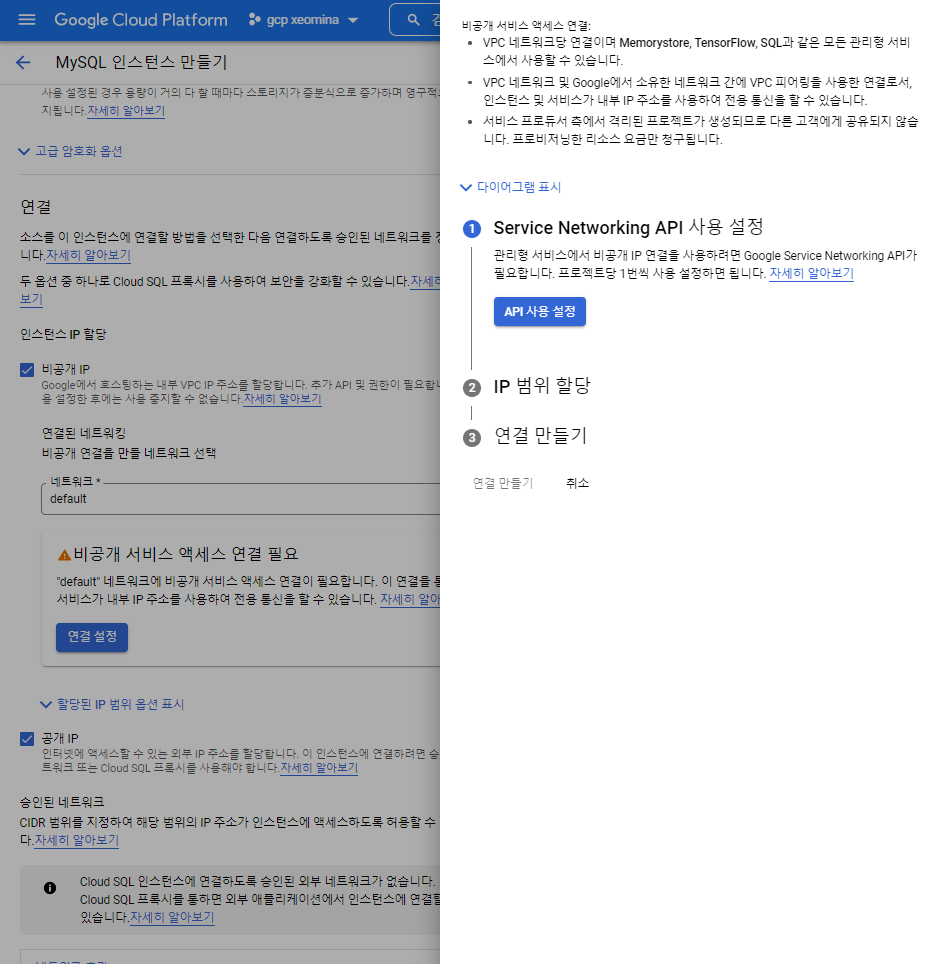 Google Cloud Platform
gcp xeomina
MySQL 인스턴스 만들기
사용 설정된 경우 용량이 거의 다 할 때마다 스토리지가 증분식으로 증가하며 영구적으
지됩니다.자세히 알아보기
고급 암호화 옵션
연결
소스를 이 인스턴스에 연결할 방법을 선택한 다음 연결하도록 승인된 네트워크를
니다.자세히 알아보기
두 옵션 중 하나로 Cloud SQL 프록시를 사용하여 보안을 강화할 수 있습니다.자세히
보기
인스턴스 IP 할당
비공개 IP
Google에서 호스팅하는 내부 VPC IP 주소를 할당합니다. 추가 API 및 권한이 필요합니
용 설정한 후에는 사용 중지할 수 없습니다.자세히 알아보기
연결된 네트워킹
비공개 연결을 만들 네트워크 선택
네트워크 *
default
비공개 서비스 액세스 연결 필요
"default" 네트워크에 비공개 서비스 액세스 연결이 필요합니다. 이 연결을 통
서비스가 내부 IP 주소를 사용하여 전용 통신을 할 수 있습니다. 자세히 알아
연결 설정
할당된 IP 범위 옵션 표시
공개 IP
인터넷에 액세스할 수 있는 외부 IP 주소를 할당합니다. 이 인스턴스에 연결하려면 승
트워크 또는 Cloud SQL 프록시를 사용해야 합니다.자세히 알아보기
승인된 네트워크
CIDR 범위를 지정하여 해당 범위의 IP 주소가 인스턴스에 액세스하도록 허용할 수
다.자세히 알아보기
Cloud SQL 인스턴스에 연결하도록 승인된 외부 네트워크가 없습니다.
Cloud SQL 프록시를 통하면 외부 애플리케이션에서 인스턴스에 연결할
있습니다.자세히 알아보기
비공개 서비스 액세스 연결:
VPC 네트워크당 연결이며 Memorystore, TensorFlow, SQL과 같은 모든 관리형 서비
스에서 사용할 수 있습니다.
VPC 네트워크 및 Google에서 소유한 네트워크 간에 VPC 피어링을 사용한 연결로서,
인스턴스 및 서비스가 내부 IP 주소를 사용하여 전용 통신을 할 수 있습니다.
서비스 프로듀서 측에서 격리된 프로젝트가 생성되므로 다른 고객에게 공유되지 않습
니다. 프로비저닝한 리소스 요금만 청구됩니다.
다이어그램 표시
1 Service Networking API 사용 설정
관리형 서비스에서 비공개 IP 연결을 사용하려면 Google Service Networking API가
필요합니다. 프로젝트당 1번씩 사용 설정하면 됩니다. 자세히 알아보기
API 사용 설정
2 IP 범위 할당
3 연결 만들기
연결 만들기 취소